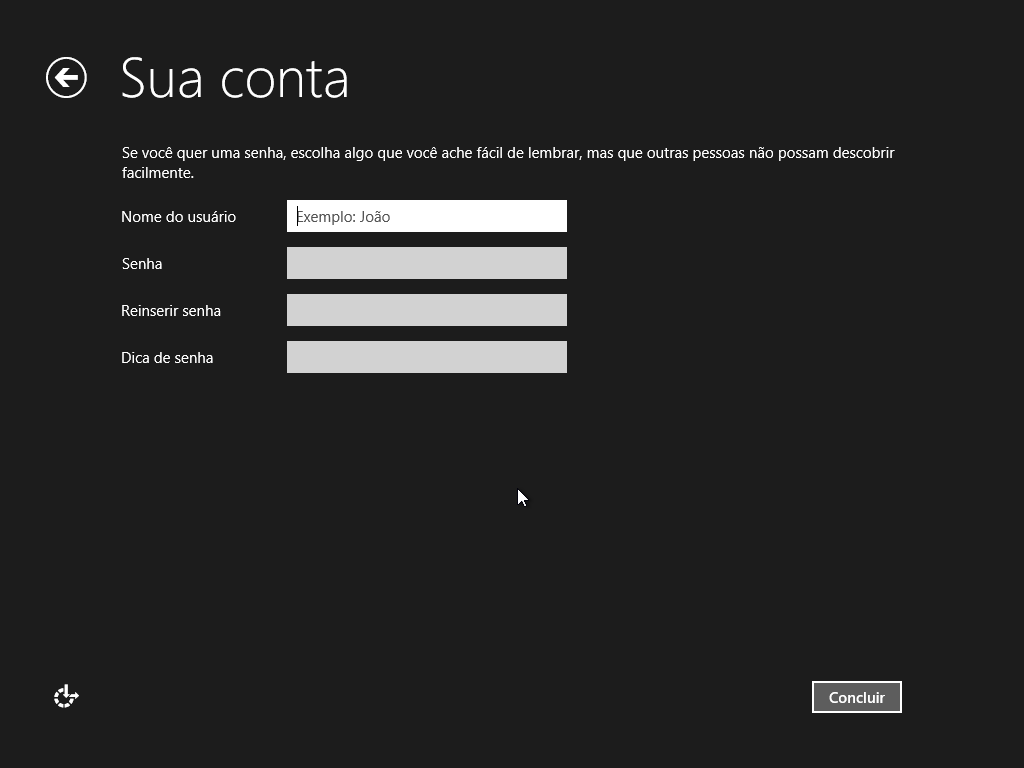 Sua conta
Se você quer uma senha, escolha algo que você ache fácil de lembrar, mas que outras pessoas não possam descobrir
facilmente.
Nome do usuário
Exemplo: João
Senha
Reinserir senha
Dica de senha
Concluir